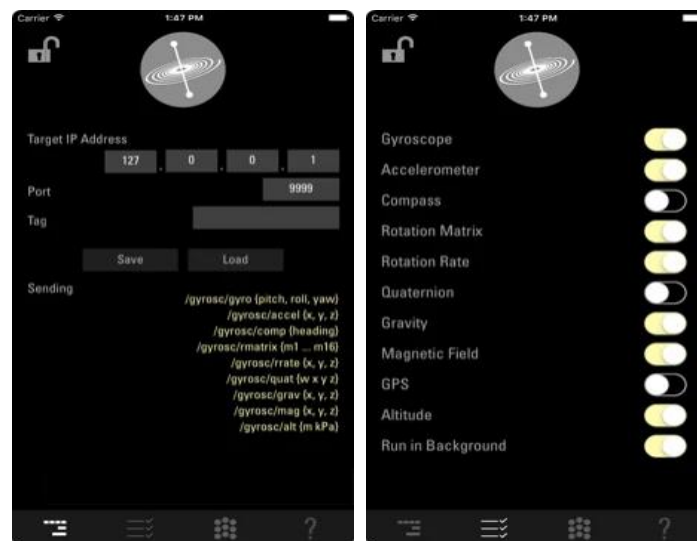 Carrier 1:47 PM
Target IP Address
127 . 0 . 0 . 1
Port 9999
Tag
Save Load
Sending
/gyrosc/gyro {pitch, roll, yaw}
/gyrosc/accel {x, y, z}
/gyrosc/comp {heading}
/gyrosc/rmatrix {m1 ... m16}
/gyrosc/rrate {x, y, z}
/gyrosc/quat {w x y z}
/gyrosc/grav {x, y, z}
/gyrosc/mag {x, y, z}
/gyrosc/alt {m kPa}
?
Carrier 1:47 PM
Gyroscope
Accelerometer
Compass
Rotation Matrix
Rotation Rate
Quaternion
Gravity
Magnetic Field
GPS
Altitude
Run in Background
?